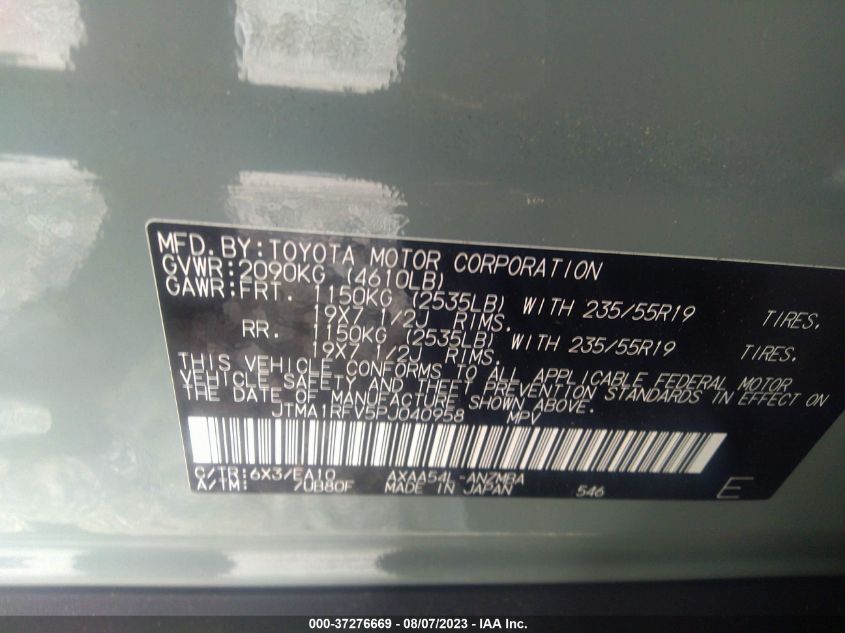 MFD. BY: TOYOTA MOTOR CORPORATION
GVWR: 2090KG (4610LB)
GAWR: FRT. 1150KG (2535LB) WITH 235/55R19 TIRES.
19X7 1/2J RIMS.
RR. 1150KG (2535LB) WITH 235/55R19 TIRES.
19X7 1/2J RIMS.
THIS VEHICLE CONFORMS TO ALL APPLICABLE FEDERAL MOTOR
VEHICLE SAFETY AND THEFT PREVENTION STANDARDS IN EFFECT ON
THE DATE OF MANUFACTURE SHOWN ABOVE.
JTMA1RFV5PJ040958 MPV
C/TR: 6X3/EA10 AXAA54L-ANZMBA
A/TM: /UB80F MADE IN JAPAN 546 E
000-37276669 - 08/07/2023 - IAA Inc.